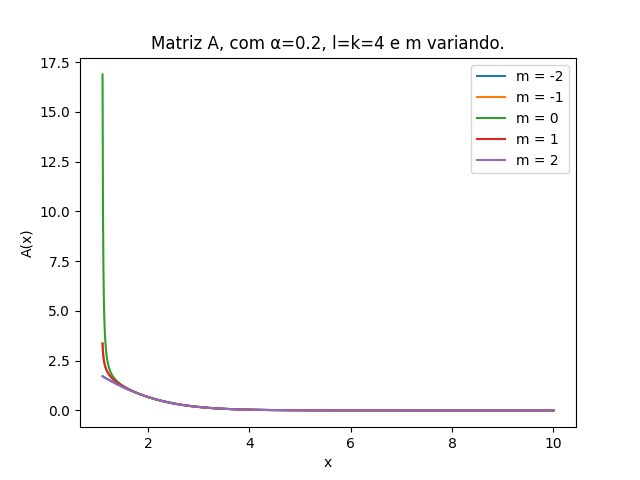 Matriz A, com α=0.2, l=k=4 e m variando.
17.5
15.0
12.5
10.0
7.5
5.0
2.5
0.0
A(x)
m = -2
m = -1
m = 0
m = 1
m = 2
2
4
6
8
10
x